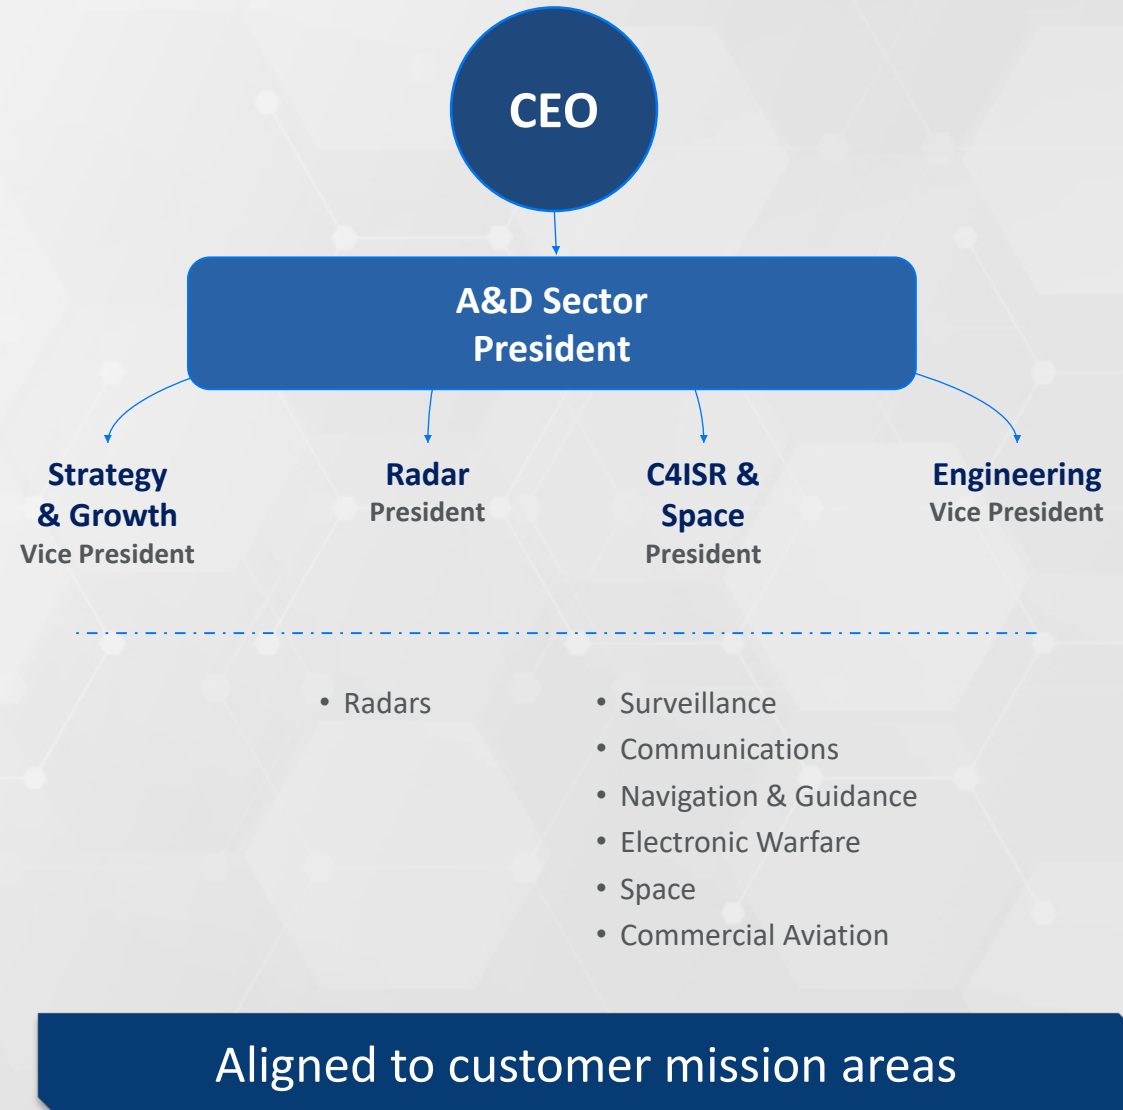 CEO
A&D Sector
President
Strategy
& Growth
Vice President
Radar
President
C4ISR &
Space
President
Engineering
Vice President
• Radars
• Surveillance
• Communications
• Navigation & Guidance
• Electronic Warfare
• Space
• Commercial Aviation
Aligned to customer mission areas